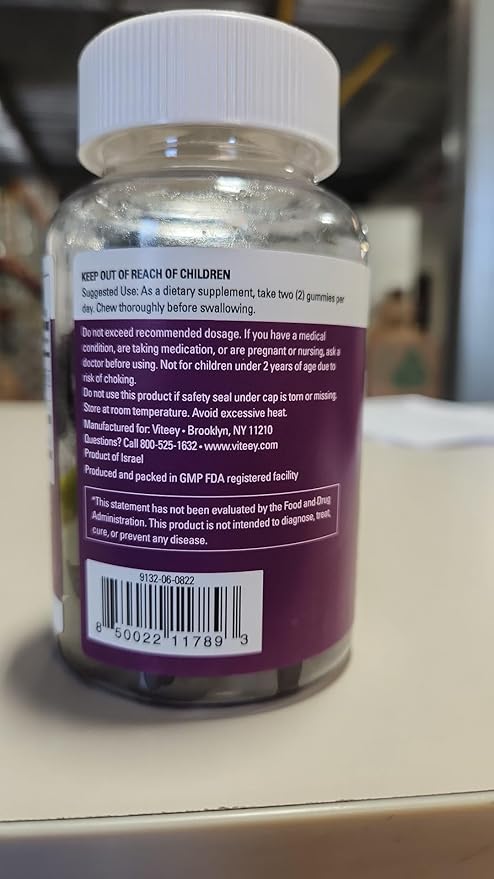 KEEP OUT OF REACH OF CHILDREN
Suggested Use: As a dietary supplement, take two (2) gummies per
day. Chew thoroughly before swallowing.
Do not exceed recommended dosage. If you have a medical
condition, are taking medication, or are pregnant or nursing, ask a
doctor before using. Not for children under 2 years of age due to
risk of choking.
Do not use this product if safety seal under cap is torn or missing.
Store at room temperature. Avoid excessive heat.
Manufactured for: Viteey • Brooklyn, NY 11210
Questions? Call 800-525-1632 • www.viteey.com
Product of Israel
Produced and packed in GMP FDA registered facility
*This statement has not been evaluated by the Food and Drug
Administration. This product is not intended to diagnose, treat,
cure, or prevent any disease.
9132-06-0822
8 50022 11789 3